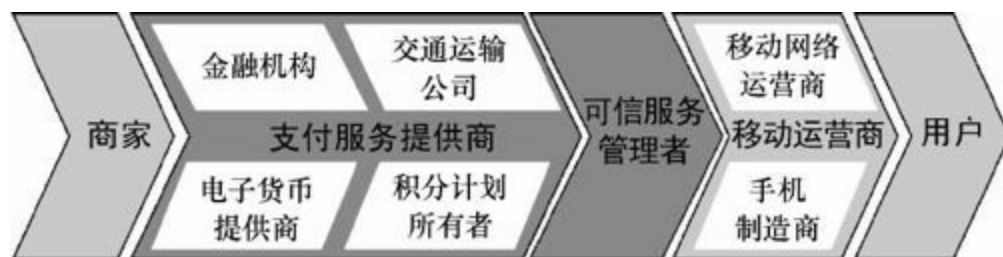 商家
金融机构
交通运输
公司
支付服务提供商
电子货币
提供商
积分计划
所有者
可信服务
管理者
移动网络
运营商
移动运营商
手机
制造商
用户